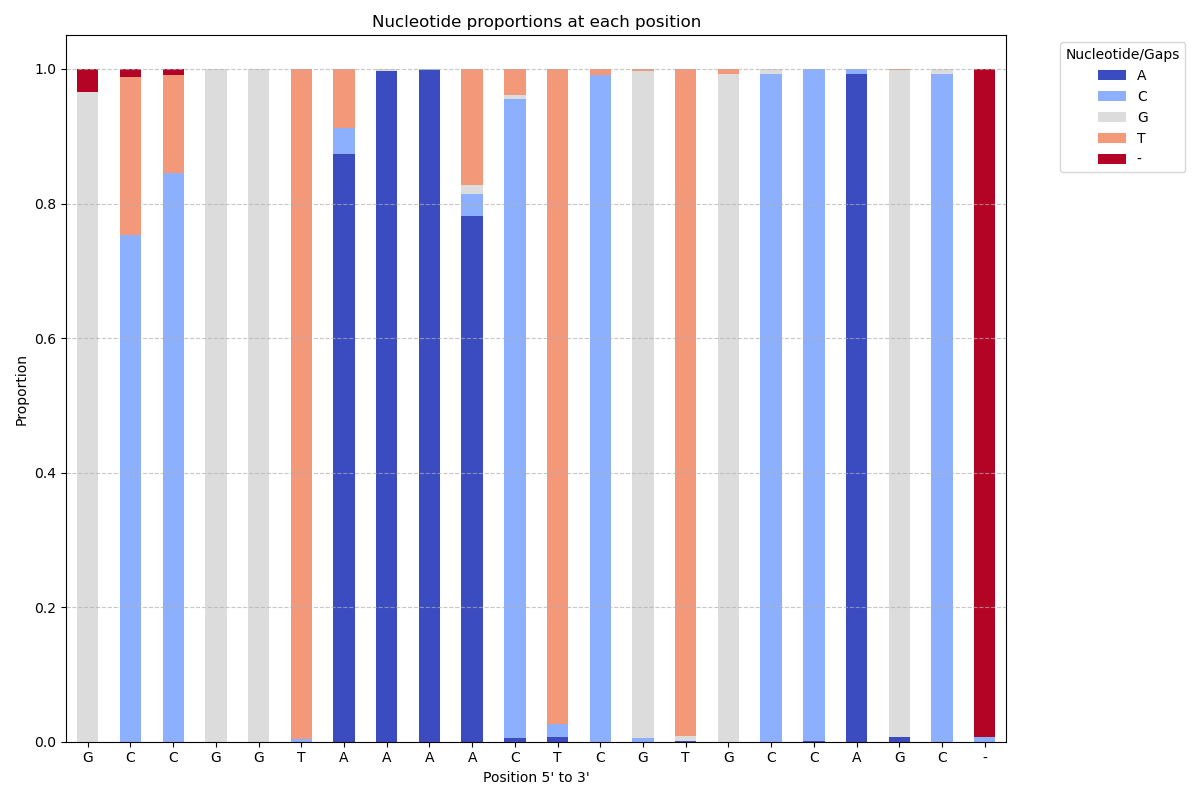 Nucleotide proportions at each position
Nucleotide/Gaps
A
C
G
T
-
Proportion
1.0
0.8
0.6
0.4
0.2
0.0
G C C G G T A A A A C T C G T G C C A G C -
Position 5' to 3'